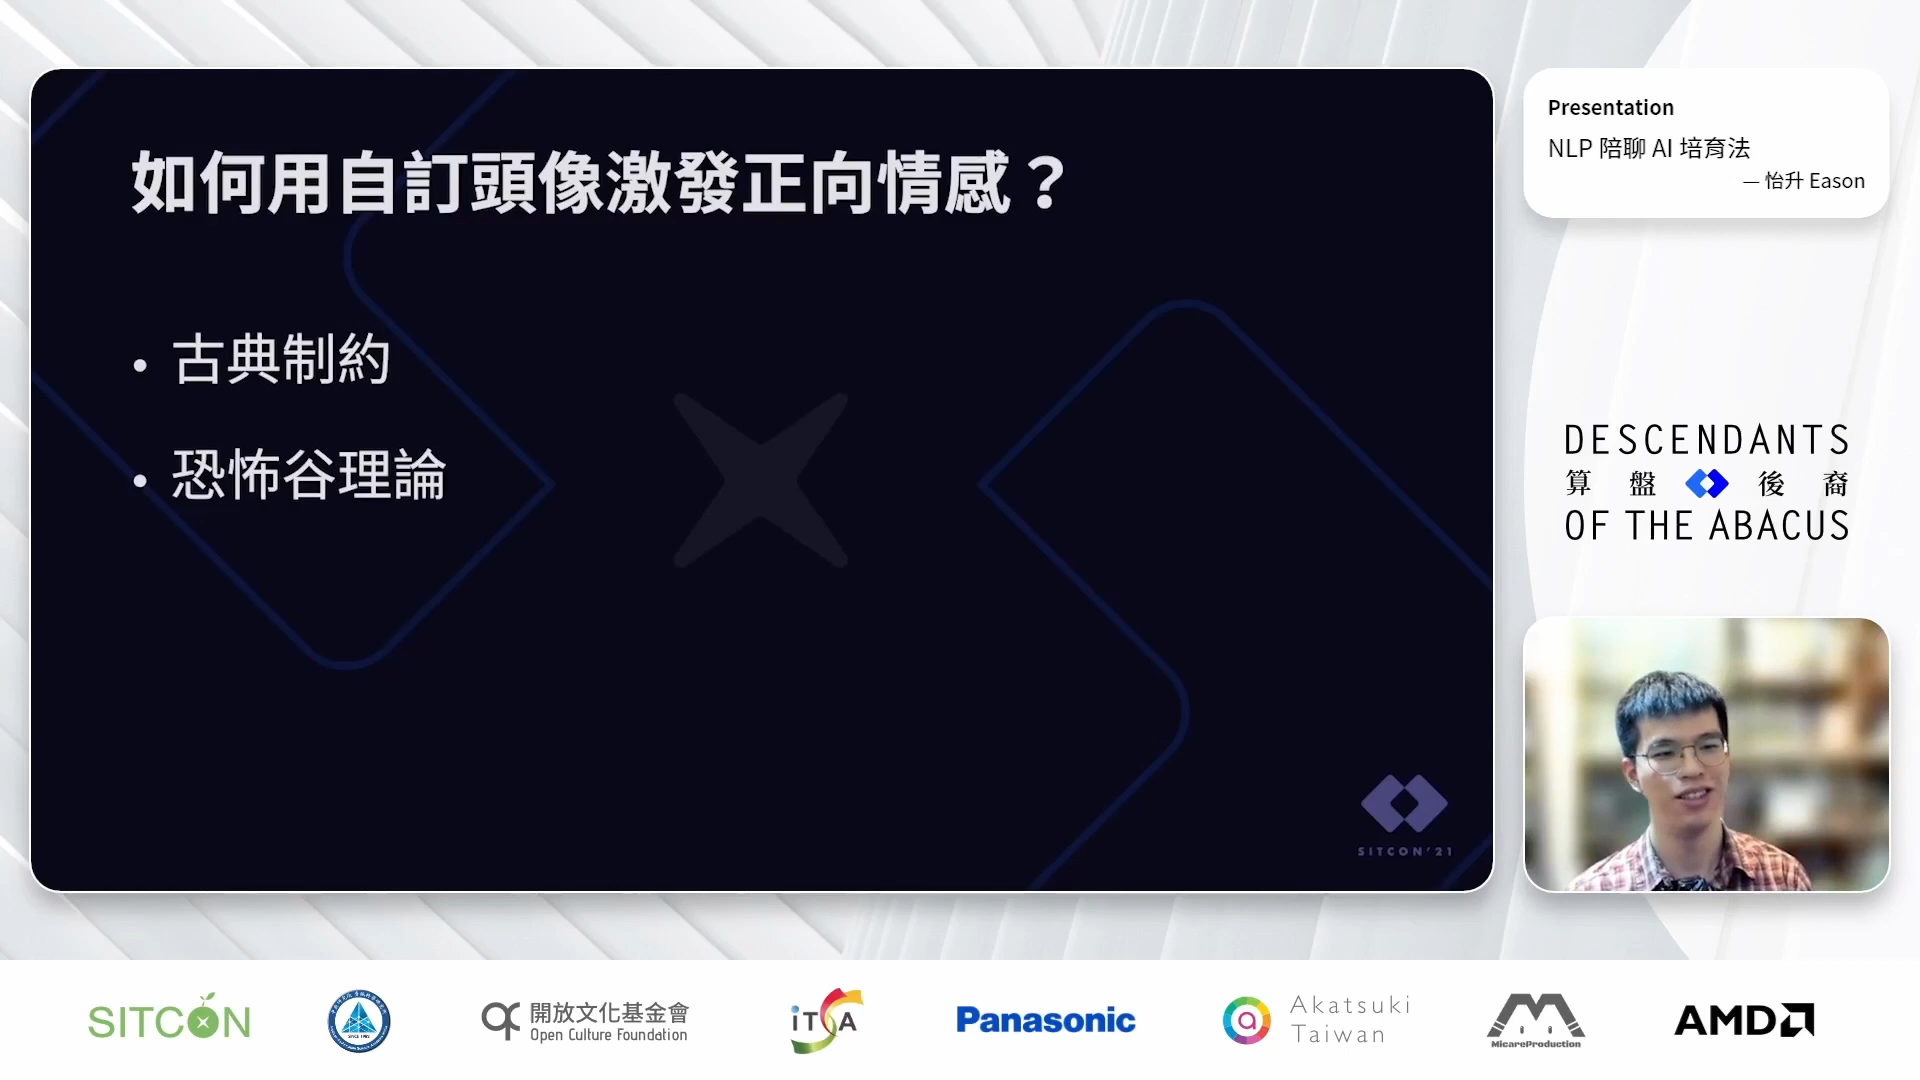 如何用自訂頭像激發正向情感？
• 古典制約
• 恐怖谷理論
SITCON'21
Presentation
NLP 陪聊 AI 培育法
— 怡升 Eason
DESCENDANTS
算盤後裔
OF THE ABACUS
SITCON
開放文化基金會
Open Culture Foundation
iTSA
Panasonic
Akatsuki
Taiwan
MicareProduction
AMD